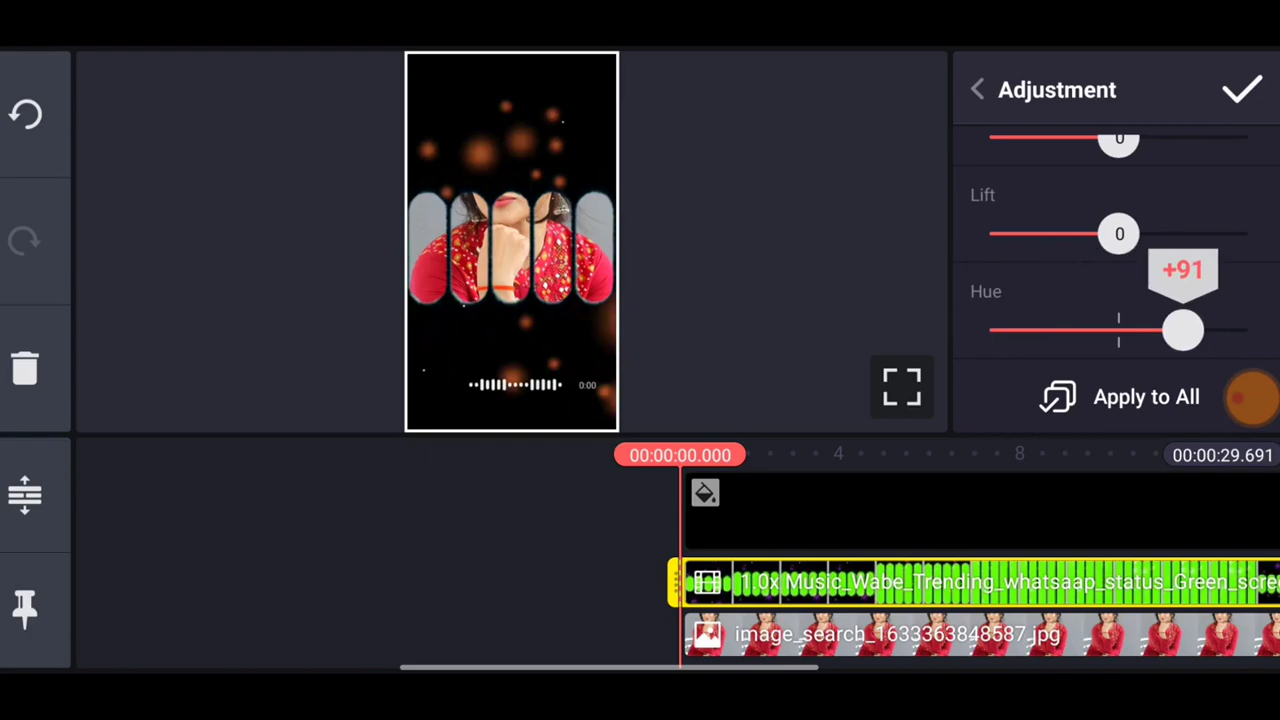 Adjustment
0
Lift
0
+91
Hue
0:00
Apply to All
00:00:00.000
4
8
00:00:29.691
1.0x Music_Wabe_Trending_whatsaap_status_Green_scre
image_search_1633363848587.jpg